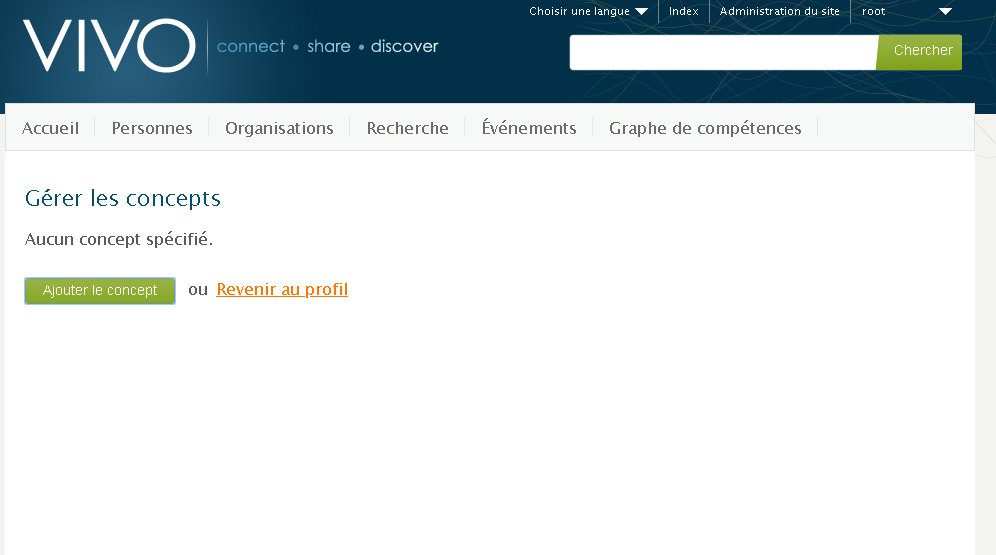 Choisir une langue Index Administration du site root
VIVO connect • share • discover
Chercher
Accueil Personnes Organisations Recherche Événements Graphe de compétences
Gérer les concepts
Aucun concept spécifié.
Ajouter le concept ou Revenir au profil